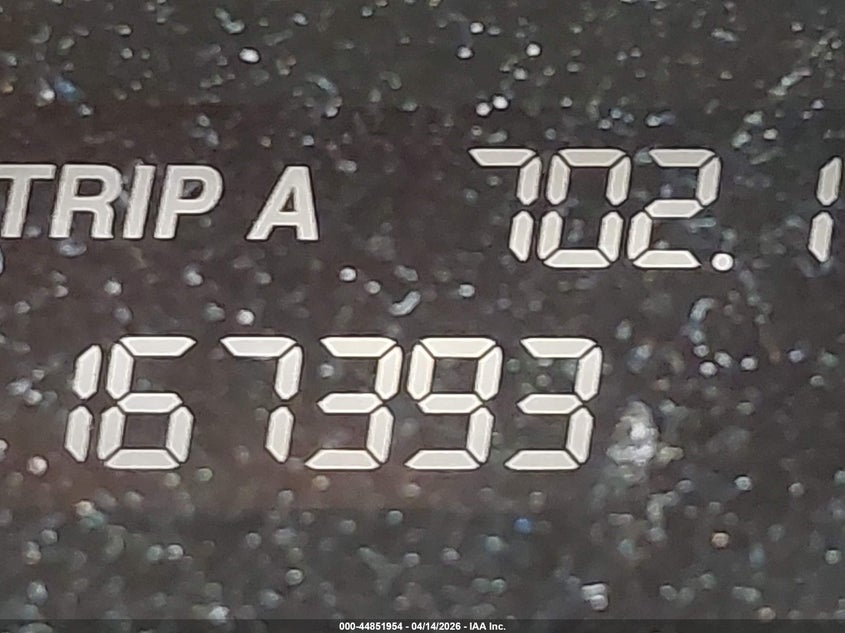 TRIP A 702.1
167393
000-44851954 - 04/14/2026 - IAA Inc.